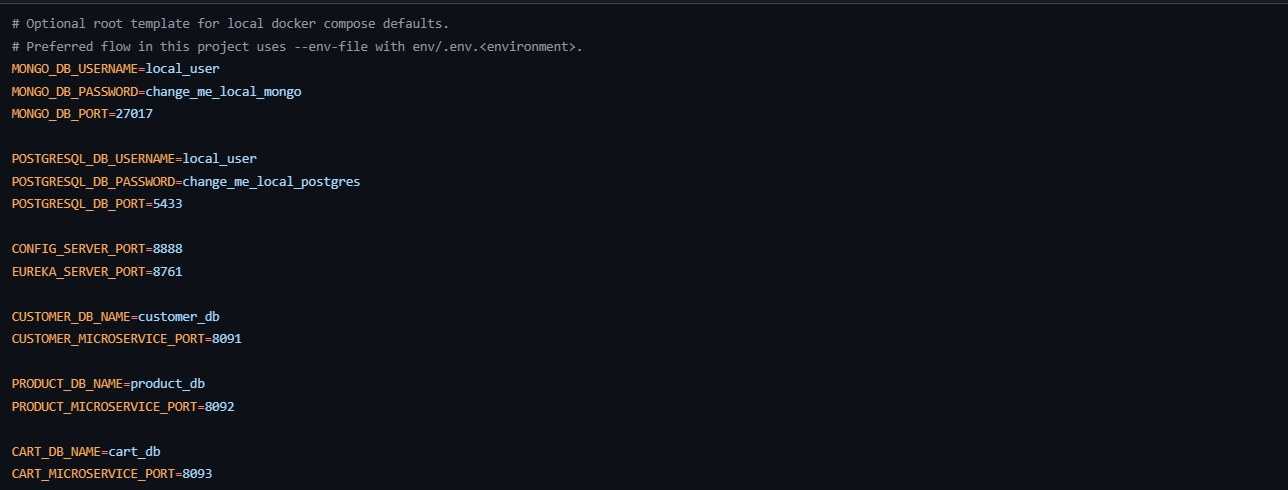 # Optional root template for local docker compose defaults.
# Preferred flow in this project uses --env-file with env/.env.<environment>.
MONGO_DB_USERNAME=local_user
MONGO_DB_PASSWORD=change_me_local_mongo
MONGO_DB_PORT=27017
POSTGRESQL_DB_USERNAME=local_user
POSTGRESQL_DB_PASSWORD=change_me_local_postgres
POSTGRESQL_DB_PORT=5433
CONFIG_SERVER_PORT=8888
EUREKA_SERVER_PORT=8761
CUSTOMER_DB_NAME=customer_db
CUSTOMER_MICROSERVICE_PORT=8091
PRODUCT_DB_NAME=product_db
PRODUCT_MICROSERVICE_PORT=8092
CART_DB_NAME=cart_db
CART_MICROSERVICE_PORT=8093